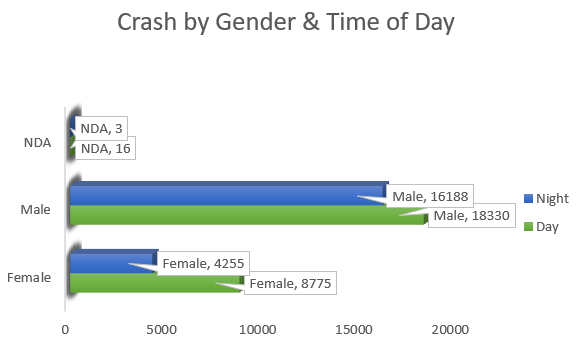 Crash by Gender & Time of Day
NDA
NDA, 3
NDA, 16
Male
Male, 16188
Male, 18330
Night
Day
Female
Female, 4255
Female, 8775
0 5000 10000 15000 20000